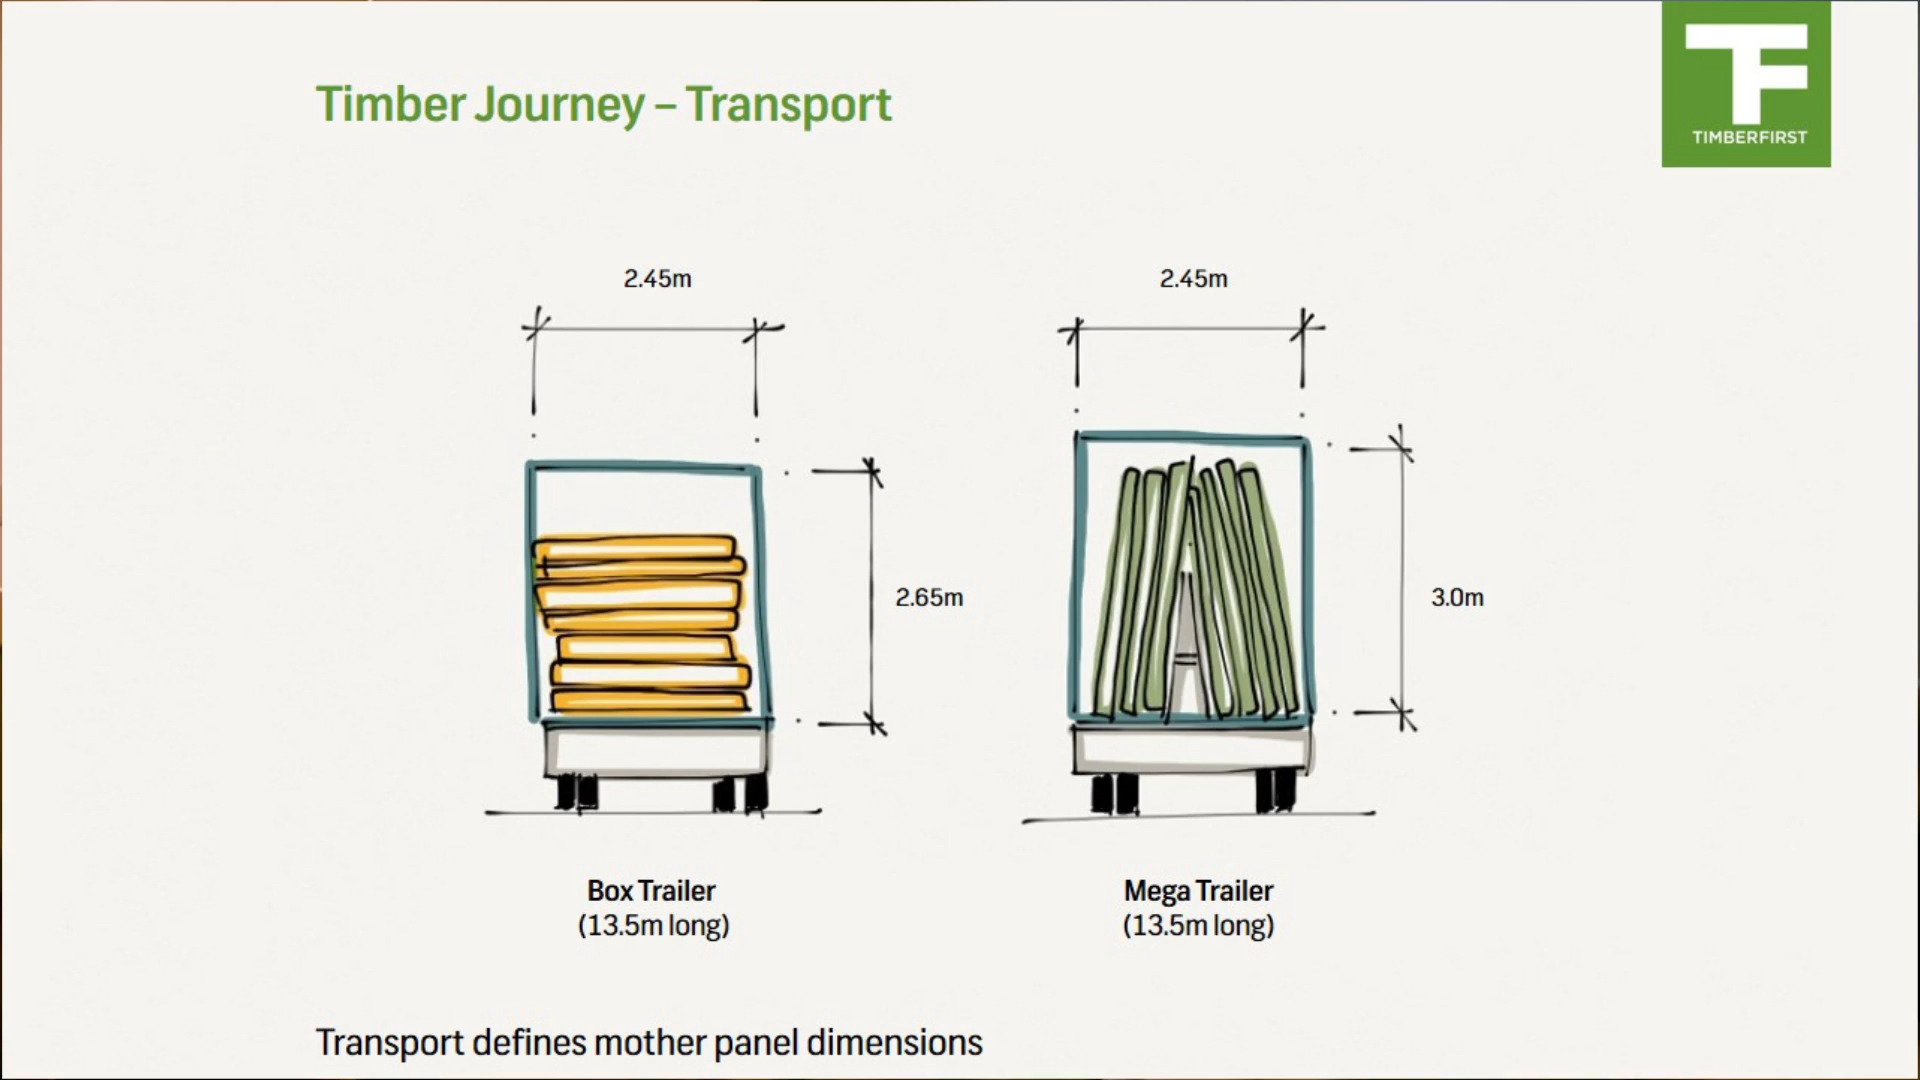 Timber Journey – Transport
TF
TIMBERFIRST
2.45m
2.45m
2.65m
3.0m
Box Trailer
(13.5m long)
Mega Trailer
(13.5m long)
Transport defines mother panel dimensions